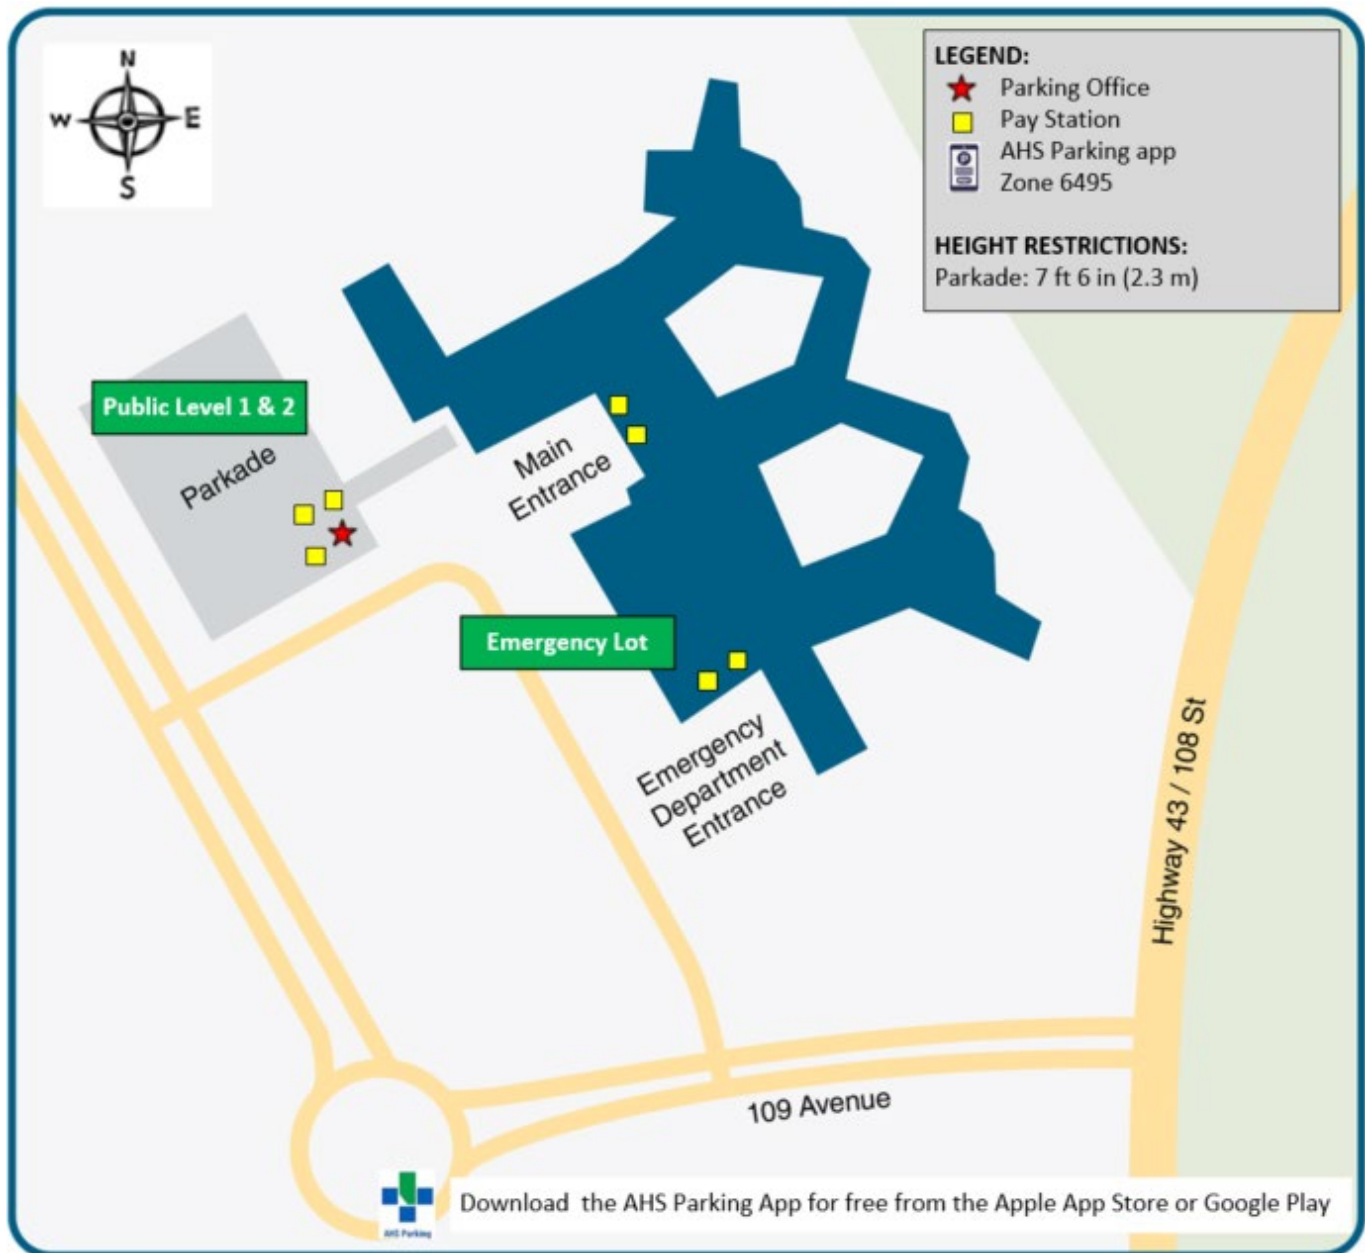 N
W E
S
LEGEND:
Parking Office
Pay Station
AHS Parking app
Zone 6495
HEIGHT RESTRICTIONS:
Parkade: 7 ft 6 in (2.3 m)
Public Level 1 & 2
Parkade
Main
Entrance
Emergency Lot
Emergency
Department
Entrance
Highway 43 / 108 St
109 Avenue
AHS Parking
Download the AHS Parking App for free from the Apple App Store or Google Play